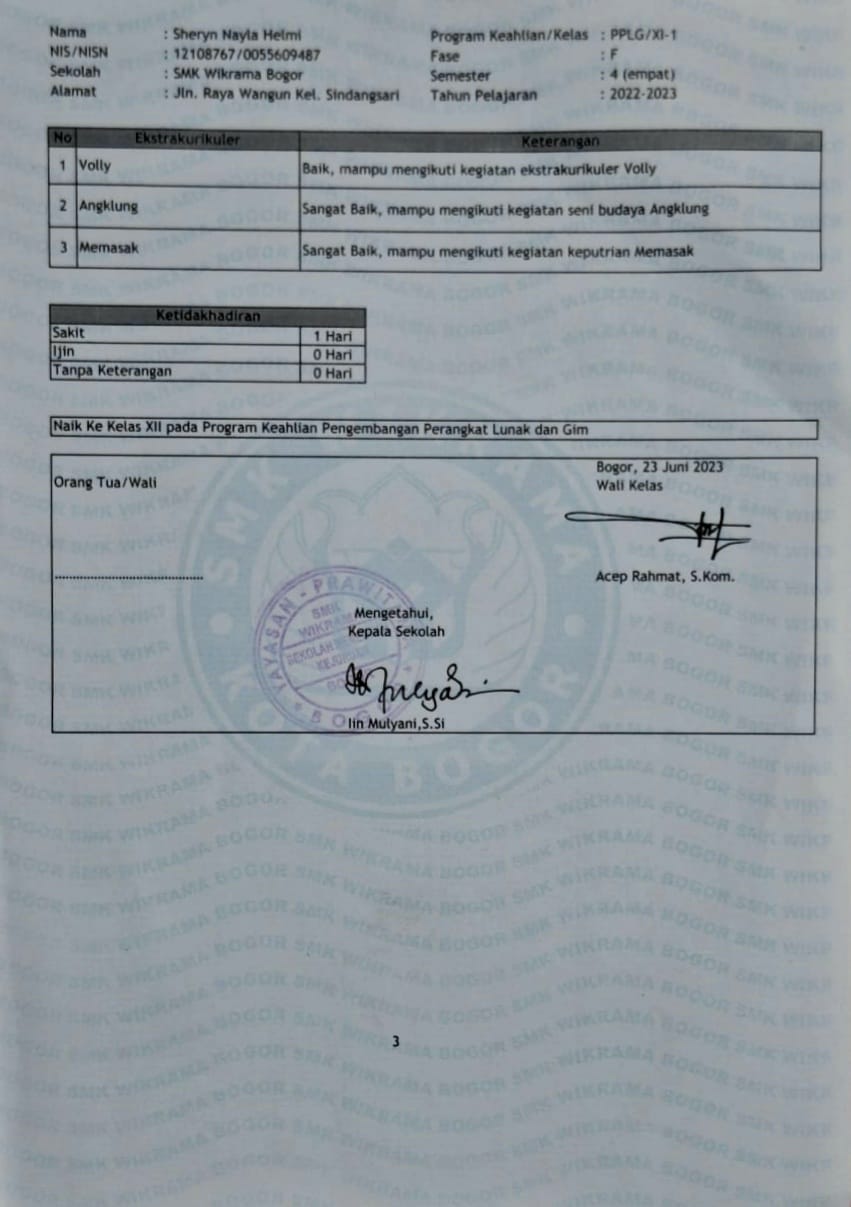 Nama : Sheryn Nayla Helmi Program Keahlian/Kelas : PPLG/XI-1
NIS/NISN : 12108767/0055609487 Fase : F
Sekolah : SMK Wikrama Bogor Semester : 4 (empat)
Alamat : Jln. Raya Wangun Kel. Sindangsari Tahun Pelajaran : 2022-2023
No Ekstrakurikuler Keterangan
1 Volly Baik, mampu mengikuti kegiatan ekstrakurikuler Volly
2 Angklung Sangat Baik, mampu mengikuti kegiatan seni budaya Angklung
3 Memasak Sangat Baik, mampu mengikuti kegiatan keputrian Memasak
Ketidakhadiran
Sakit 1 Hari
Ijin 0 Hari
Tanpa Keterangan 0 Hari
Naik Ke Kelas XII pada Program Keahlian Pengembangan Perangkat Lunak dan Gim
Bogor, 23 Juni 2023
Orang Tua/Wali Wali Kelas
Acep Rahmat, S.Kom.
YAYASAN - PRAWIT
SMK
WIKRAMA
SEKOLAH
KEJURUAN
BOGOR
Mengetahui,
Kepala Sekolah
Iin Mulyani,S.Si
SMK WIKRAMA
KOTA BOGOR
3